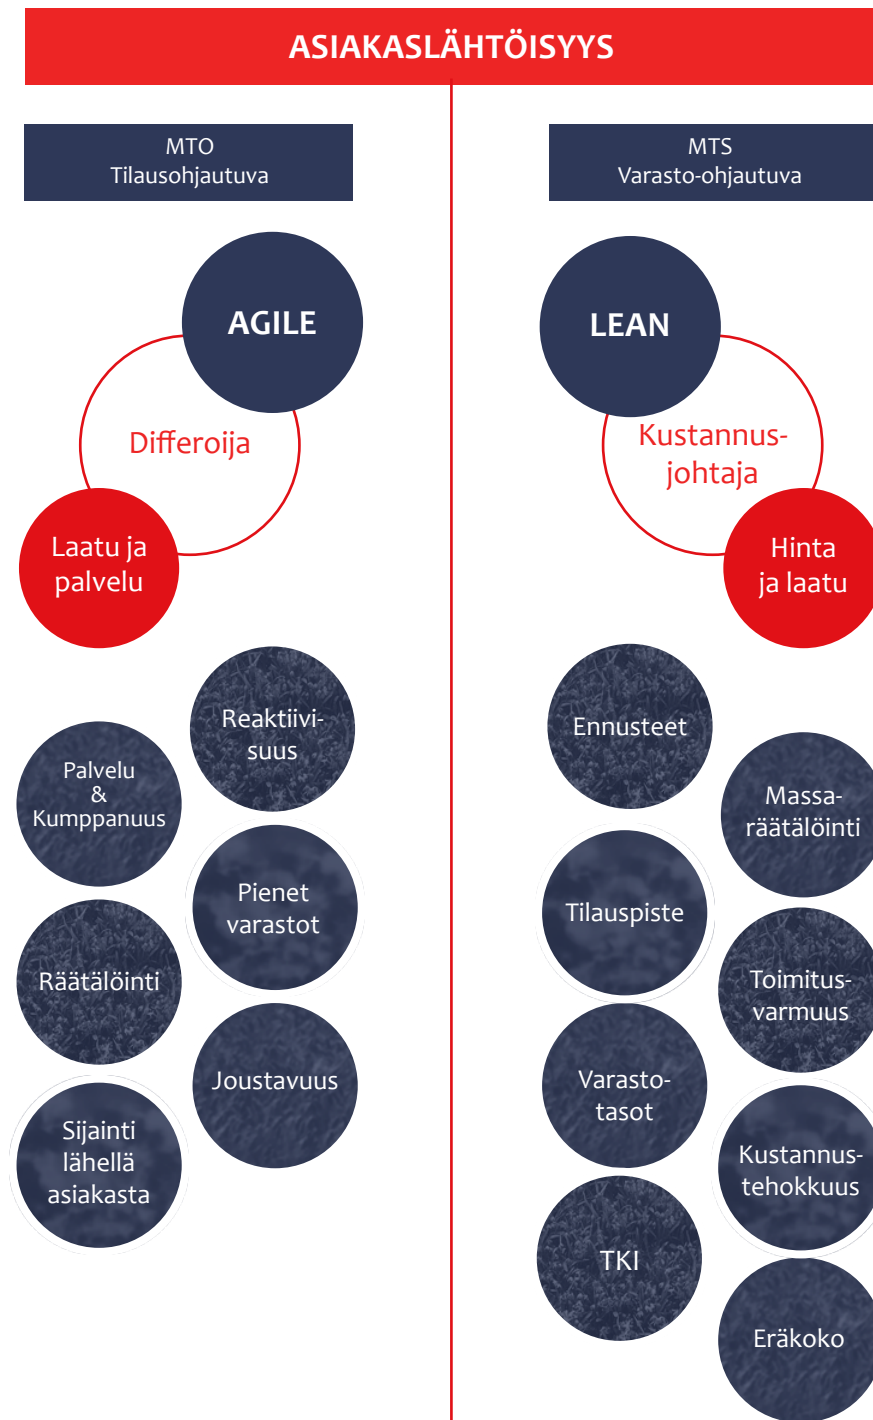 ASIAKASLÄHTÖISYYS
MTO
Tilausohjautuva
AGILE
Differoija
Laatu ja
palvelu
Reaktiivi-
suus
Palvelu
&
Kumppanuus
Pienet
varastot
Räätälöinti
Joustavuus
Sijainti
lähellä
asiakasta
MTS
Varasto-ohjautuva
LEAN
Kustannus-
johtaja
Hinta
ja laatu
Ennusteet
Massa-
räätälöinti
Tilauspiste
Toimitus-
varmuus
Varasto-
tasot
Kustannus-
tehokkuus
TKI
Eräkoko